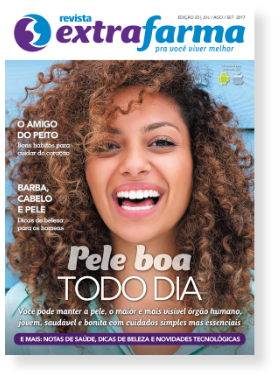 revista
EDIÇÃO 23 | JUL / AGO / SET 2017
extrafarma
pra você viver melhor
O AMIGO
DO PEITO
Bons hábitos para
cuidar do coração
BARBA,
CABELO
E PELE
Dicas de beleza
para os homens
Pele boa
TODO DIA
Você pode manter a pele, o maior e mais visível órgão humano,
jovem, saudável e bonita com cuidados simples mas essenciais
E MAIS: NOTAS DE SAÚDE, DICAS DE BELEZA E NOVIDADES TECNOLÓGICAS